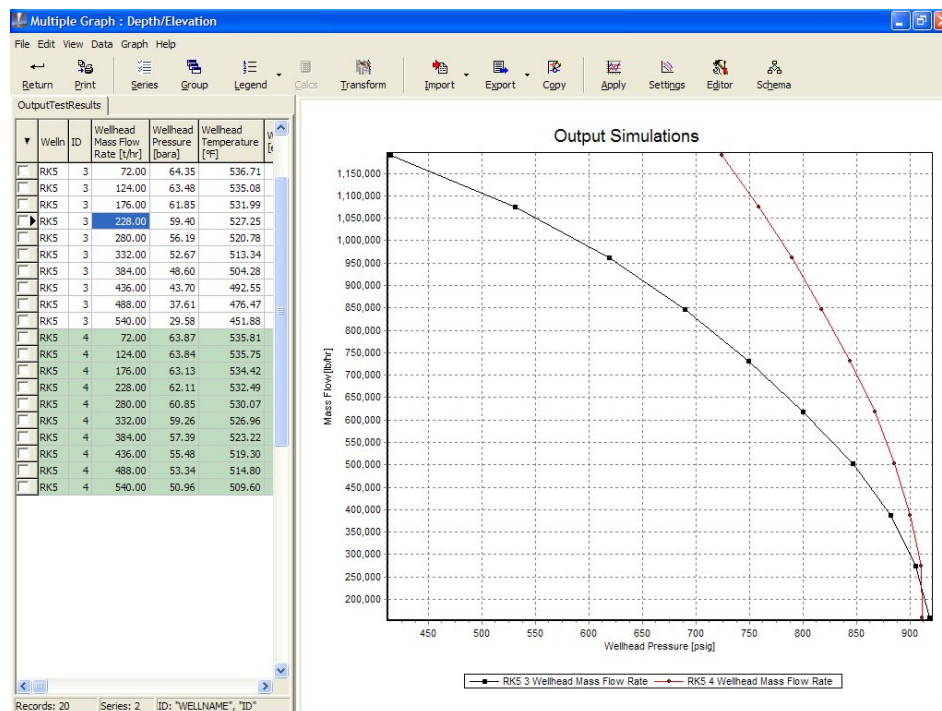 Multiple Graph : Depth/Elevation
File Edit View Data Graph Help
Return Print Series Group Legend Calcs Transform Import Export Copy Apply Settings Editor Schema
OutputTestResults
Welln ID Wellhead Mass Flow Rate [t/hr] Wellhead Pressure [bara] Wellhead Temperature [°F]
RK5 3 72.00 64.35 536.71
RK5 3 124.00 63.48 535.08
RK5 3 176.00 61.85 531.99
RK5 3 228.00 59.40 527.25
RK5 3 280.00 56.19 520.78
RK5 3 332.00 52.67 513.34
RK5 3 384.00 48.60 504.28
RK5 3 436.00 43.70 492.55
RK5 3 488.00 37.61 476.47
RK5 3 540.00 29.58 451.88
RK5 4 72.00 63.87 535.81
RK5 4 124.00 63.84 535.75
RK5 4 176.00 63.13 534.42
RK5 4 228.00 62.11 532.49
RK5 4 280.00 60.85 530.07
RK5 4 332.00 59.26 526.96
RK5 4 384.00 57.39 523.22
RK5 4 436.00 55.48 519.30
RK5 4 488.00 53.34 514.80
RK5 4 540.00 50.96 509.60
Records: 20 Series: 2 ID: "WELLNAME", "ID"
Output Simulations
Mass Flow [lb/hr]
1,150,000
1,100,000
1,050,000
1,000,000
950,000
900,000
850,000
800,000
750,000
700,000
650,000
600,000
550,000
500,000
450,000
400,000
350,000
300,000
250,000
200,000
450 500 550 600 650 700 750 800 850 900
Wellhead Pressure [psig]
RK5 3 Wellhead Mass Flow Rate RK5 4 Wellhead Mass Flow Rate